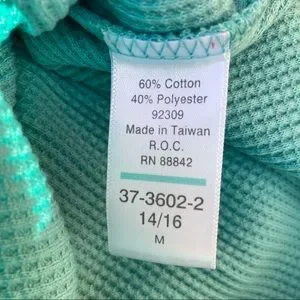 60% Cotton
40% Polyester
92309
Made in Taiwan
R.O.C.
RN 88842
37-3602-2
14/16
M